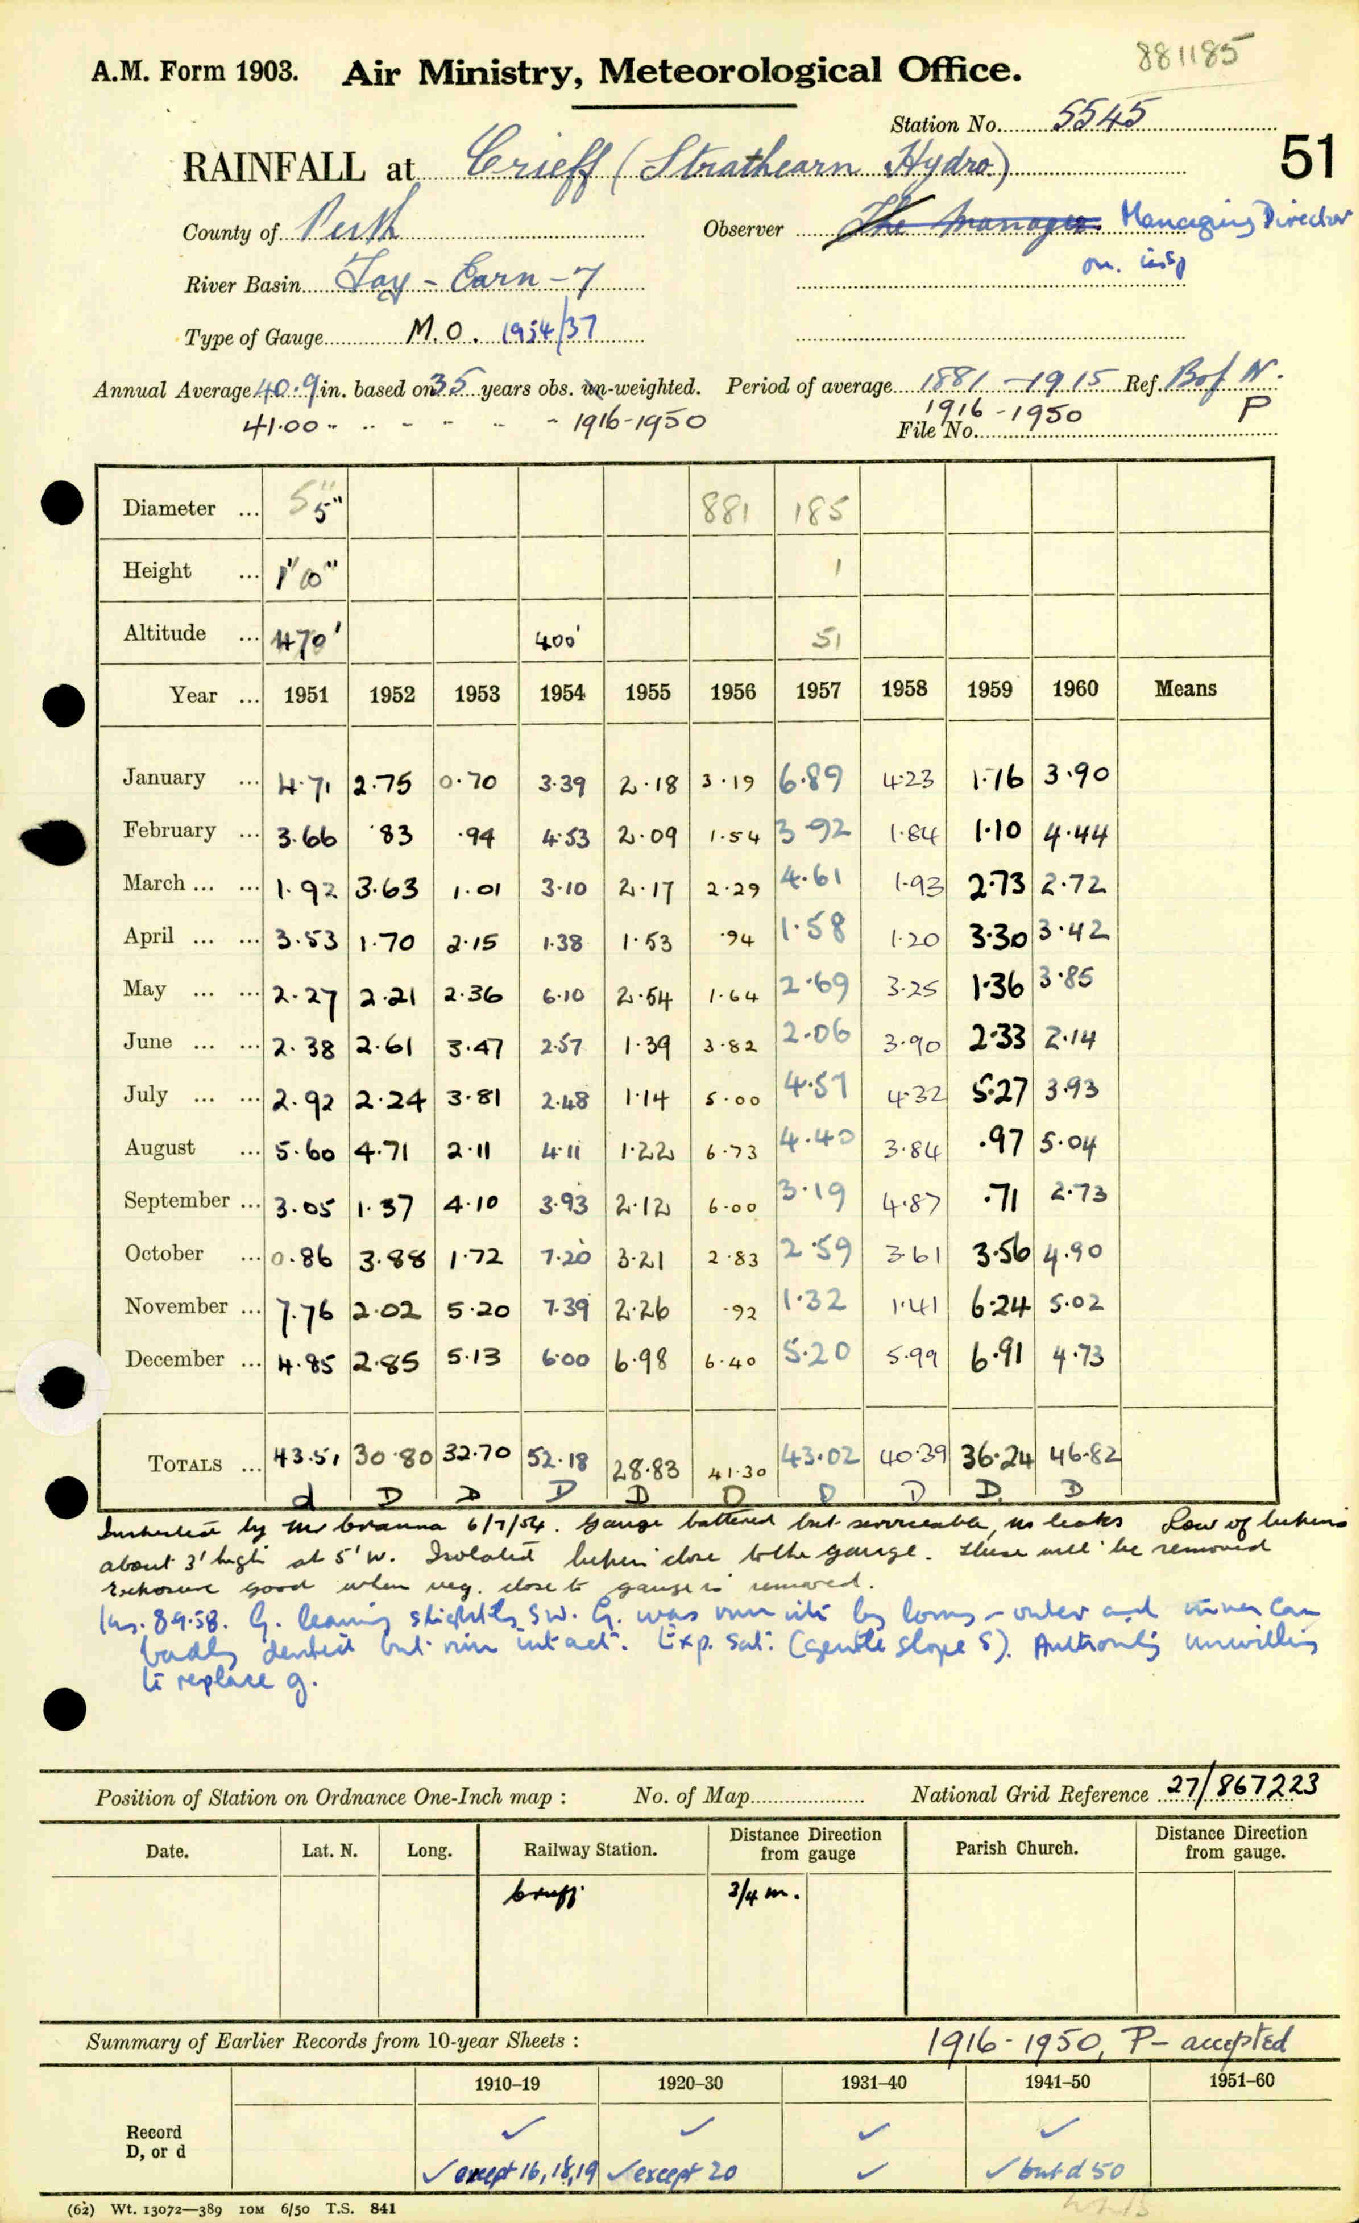 881185
A.M. Form 1903. Air Ministry, Meteorological Office.
Station No. 5545
51
RAINFALL at Crieff (Strathearn Hydro)
County of Perth Observer The Manager Managing Director
on. insp
River Basin Tay - Earn - 7
Type of Gauge M.O. 1954/37
Annual Average 40.9 in. based on 35 years obs. un-weighted. Period of average 1881 - 1915 Ref. B of N.
41.00 - .. - - .. - 1916-1950 1916 - 1950 P
File No.
Diameter ... 5" 5" 881 185
Height ... 1'0" 1
Altitude ... 470' 400' 51
Year ... 1951 1952 1953 1954 1955 1956 1957 1958 1959 1960 Means
January ... 4.71 2.75 0.70 3.39 2.18 3.19 6.89 4.23 1.76 3.90
February ... 3.66 .83 .94 4.53 2.09 1.54 3.92 1.84 1.10 4.44
March ... ... 1.92 3.63 1.01 3.10 2.17 2.29 4.61 1.93 2.73 2.72
April ... ... 3.53 1.70 2.15 1.38 1.53 .94 1.58 1.20 3.30 3.42
May ... ... 2.27 2.21 2.36 6.10 2.54 1.64 2.69 3.25 1.36 3.85
June ... ... 2.38 2.61 3.47 2.57 1.39 3.82 2.06 3.90 2.33 2.14
July ... ... 2.92 2.24 3.81 2.48 1.14 5.00 4.57 4.32 5.27 3.93
August ... 5.60 4.71 2.11 4.11 1.22 6.73 4.40 3.84 .97 5.04
September ... 3.05 1.37 4.10 3.93 2.12 6.00 3.19 4.87 .71 2.73
October ... 0.86 3.88 1.72 7.20 3.21 2.83 2.59 3.61 3.56 4.90
November ... 7.76 2.02 5.20 7.39 2.26 .92 1.32 1.41 6.24 5.02
December ... 4.85 2.85 5.13 6.00 6.98 6.40 5.20 5.99 6.91 4.73
TOTALS ... 43.51 30.80 32.70 52.18 28.83 41.30 43.02 40.39 36.24 46.82
d D D D D D D D D. D
Inspected by Mr 6/7/54. Gauge battered but serviceable, no leaks Row of lupins
about 3' high at 5' W. Isolated lupin close to the gauge. These will be removed
Exposure good when veg. close to gauge is removed.
Ins. 8.9.58. G. leaning slightly SW. G. was run into by lorry - outer and inner can
badly dented but rim intact. Exp. sat. (gentle slope S). Authority unwilling
to replace g.
Position of Station on Ordnance One-Inch map : No. of Map National Grid Reference 27/867223
Date. Lat. N. Long. Railway Station. Distance Direction from gauge Parish Church. Distance Direction from gauge.
Crieff 3/4 m.
Summary of Earlier Records from 10-year Sheets : 1916 - 1950, P - accepted
1910–19 1920–30 1931–40 1941–50 1951–60
Record ✓ ✓ ✓ ✓
D, or d ✓ except 16, 18, 19 ✓ except 20 ✓ ✓ but d 50
(62) Wt. 13072—389 10M 6/50 T.S. 841